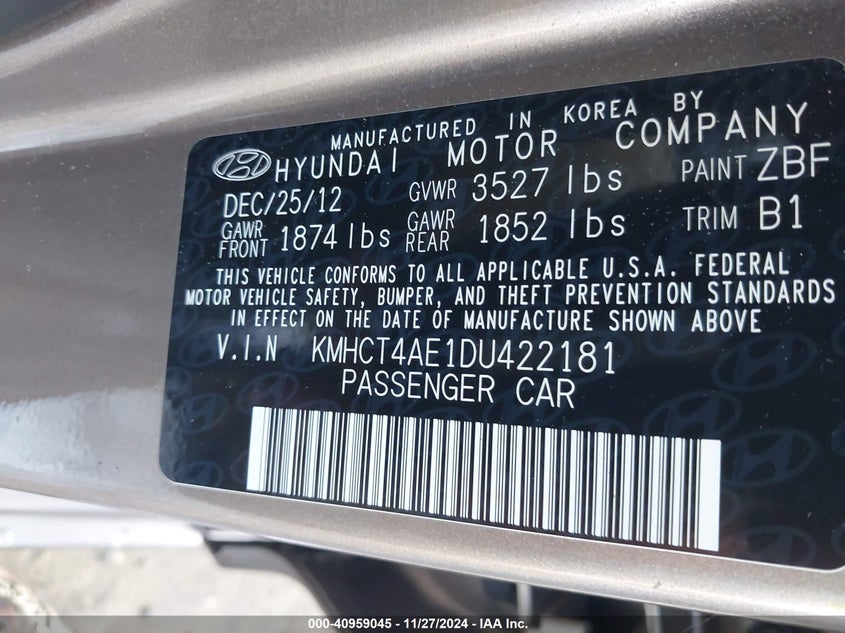 MANUFACTURED IN KOREA BY
HYUNDAI MOTOR COMPANY
DEC/25/12 GVWR 3527 lbs PAINT ZBF
GAWR FRONT 1874 lbs GAWR REAR 1852 lbs TRIM B1
THIS VEHICLE CONFORMS TO ALL APPLICABLE U.S.A. FEDERAL
MOTOR VEHICLE SAFETY, BUMPER, AND THEFT PREVENTION STANDARDS
IN EFFECT ON THE DATE OF MANUFACTURE SHOWN ABOVE
V.I.N KMHCT4AE1DU422181
PASSENGER CAR
000-40959045 - 11/27/2024 - IAA, Inc.